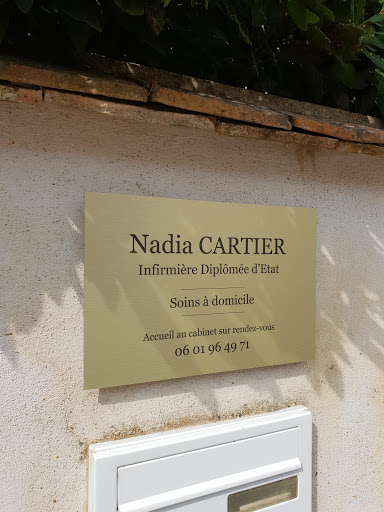 Nadia CARTIER
Infirmière Diplômée d'Etat
Soins à domicile
Accueil au cabinet sur rendez-vous
06 01 96 49 71